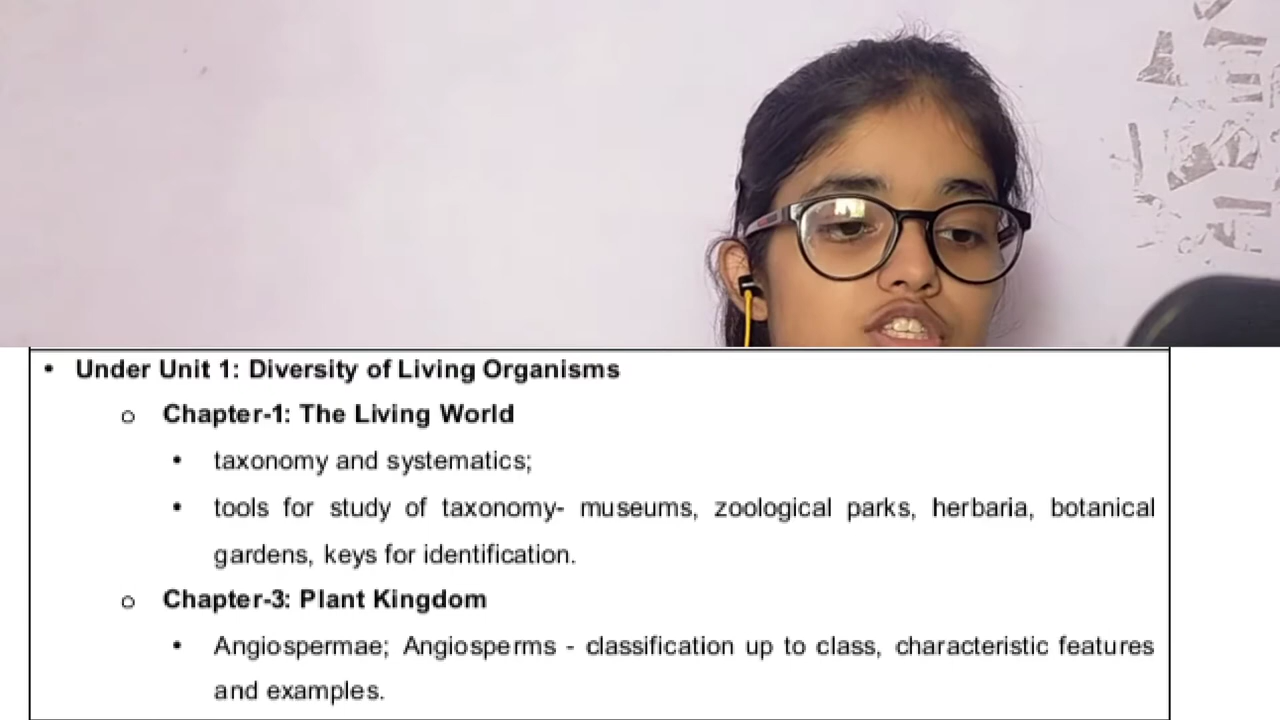 • Under Unit 1: Diversity of Living Organisms
o Chapter-1: The Living World
• taxonomy and systematics;
• tools for study of taxonomy- museums, zoological parks, herbaria, botanical
gardens, keys for identification.
o Chapter-3: Plant Kingdom
• Angiospermae; Angiosperms - classification up to class, characteristic features
and examples.